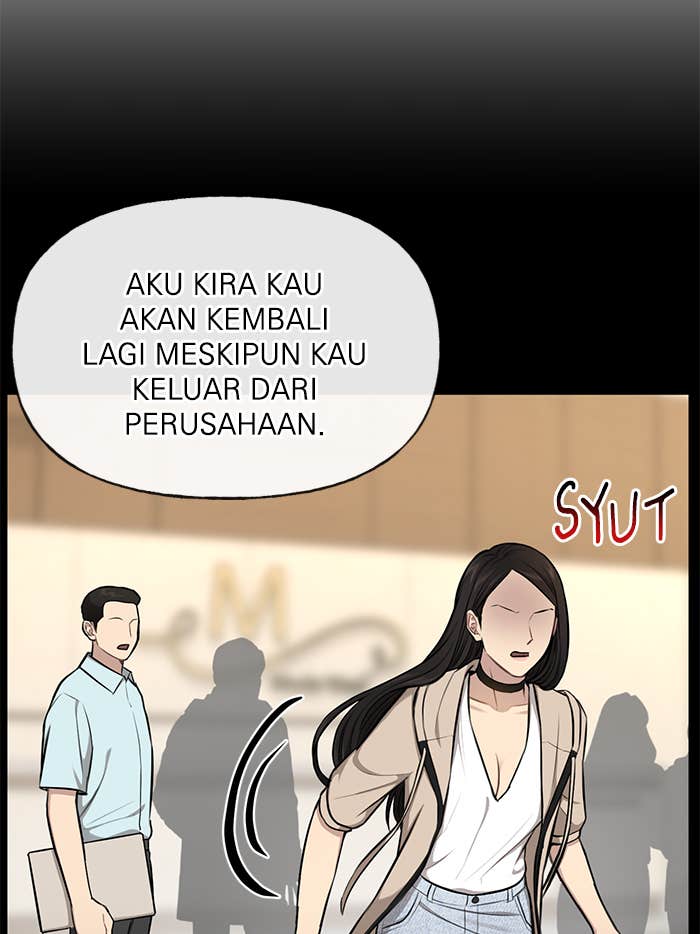 AKU KIRA KAU
AKAN KEMBALI
LAGI MESKIPUN KAU
KELUAR DARI
PERUSAHAAN.
SYUT
M